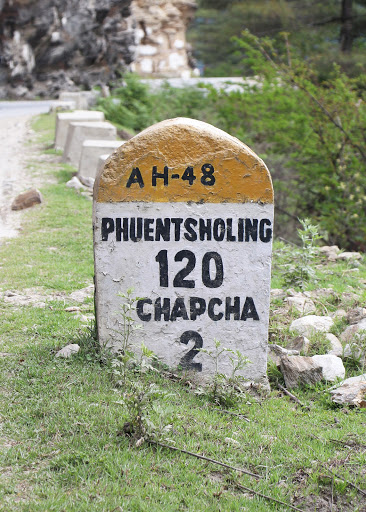 AH-48
PHUENTSHOLING
120
CHAPCHA
2